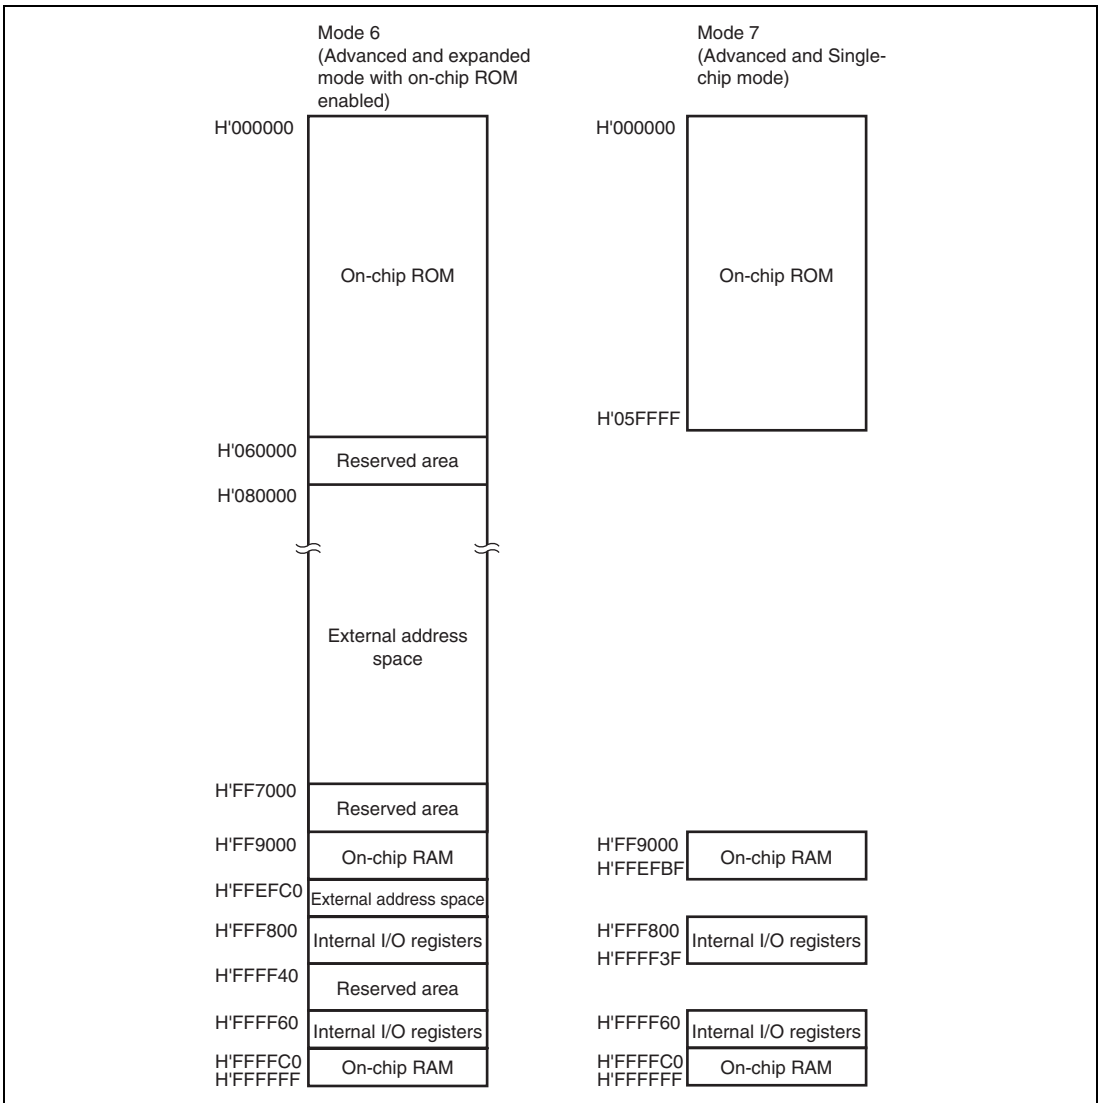 Mode 6
(Advanced and expanded
mode with on-chip ROM
enabled)
H'000000
On-chip ROM
H'060000
Reserved area
H'080000
External address
space
H'FF7000
Reserved area
H'FF9000
On-chip RAM
H'FFEFC0
External address space
H'FFF800
Internal I/O registers
H'FFFF40
Reserved area
H'FFFF60
Internal I/O registers
H'FFFFC0
On-chip RAM
H'FFFFFF
Mode 7
(Advanced and Single-
chip mode)
H'000000
On-chip ROM
H'05FFFF
H'FF9000
On-chip RAM
H'FFEFBF
H'FFF800
Internal I/O registers
H'FFFF3F
H'FFFF60
Internal I/O registers
H'FFFFC0
On-chip RAM
H'FFFFFF